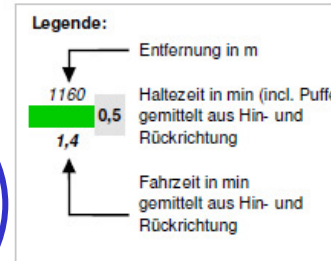 Legende:
Entfernung in m
1160
0,5
1,4
Haltezeit in min (incl. Puffe
gemittelt aus Hin- und
Rückrichtung
Fahrzeit in min
gemittelt aus Hin- und
Rückrichtung